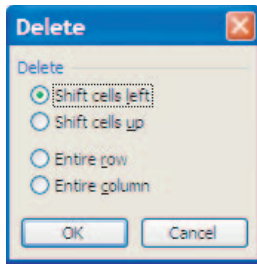 Delete
Delete
Shift cells left
Shift cells up
Entire row
Entire column
OK Cancel